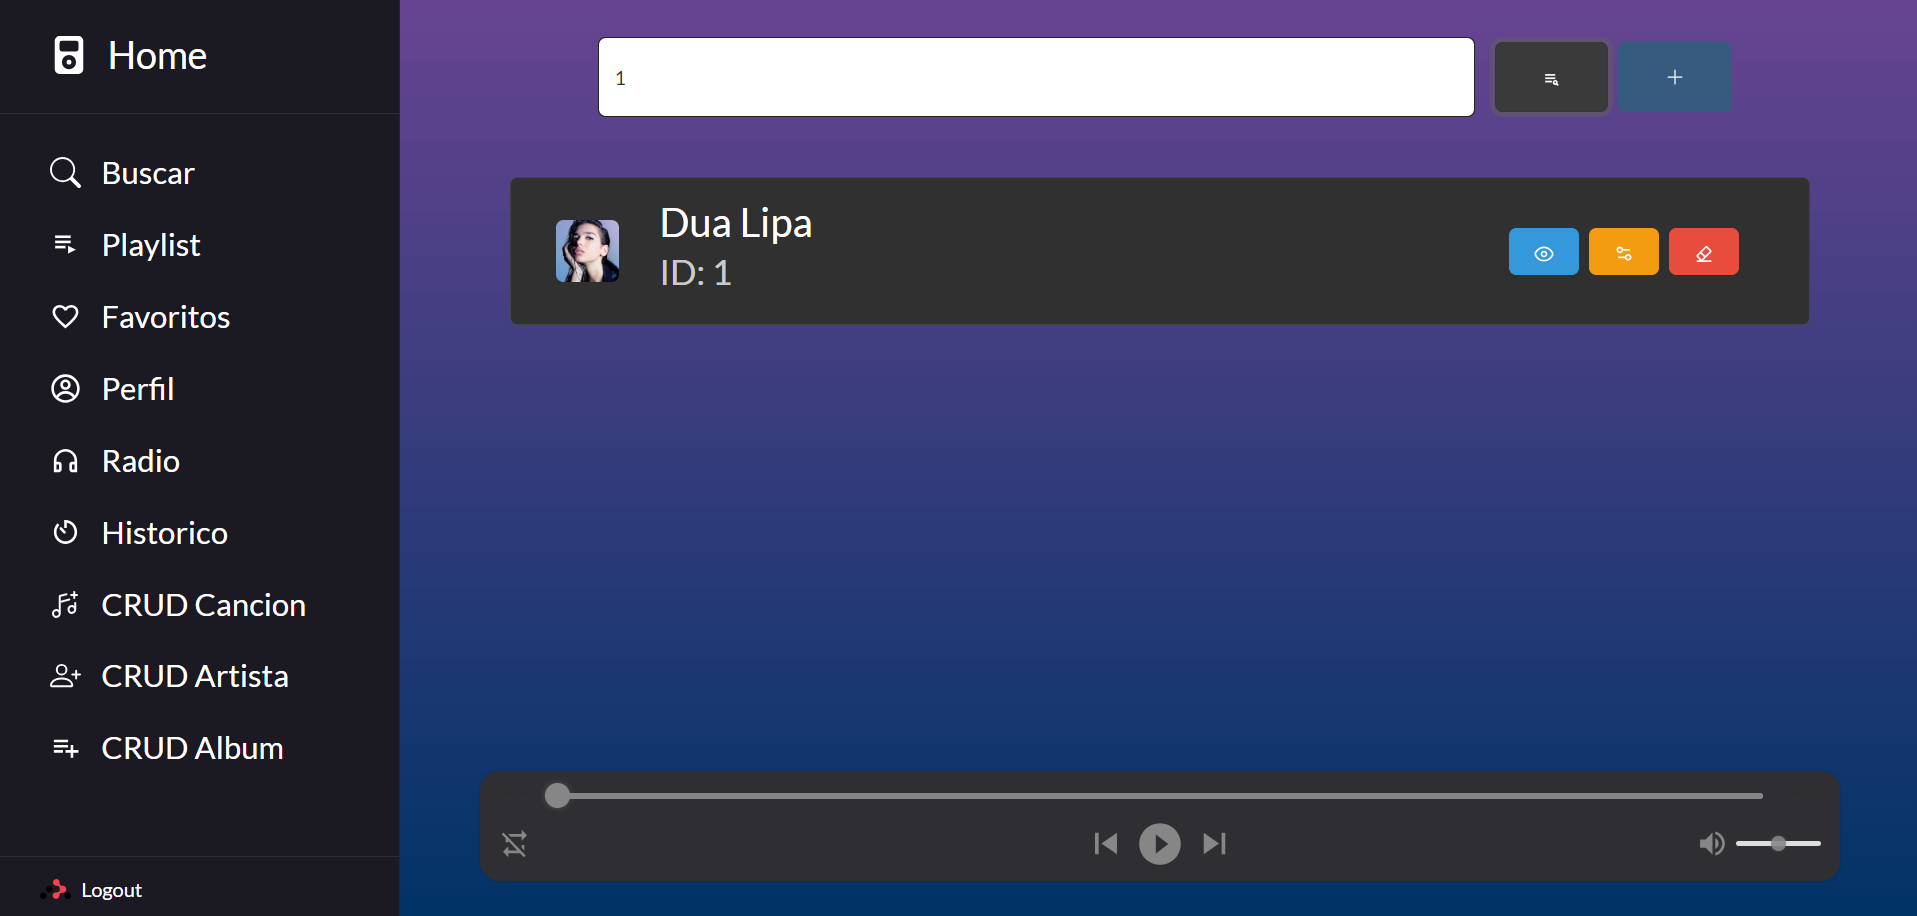 Home
Buscar
Playlist
Favoritos
Perfil
Radio
Historico
CRUD Cancion
CRUD Artista
CRUD Album
Logout
1
Dua Lipa
ID: 1